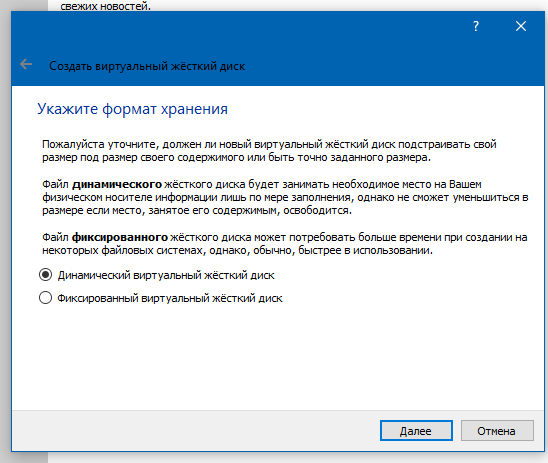 свежих новостей.
?
Создать виртуальный жёсткий диск
Укажите формат хранения
Пожалуйста уточните, должен ли новый виртуальный жёсткий диск подстраивать свой
размер под размер своего содержимого или быть точно заданного размера.
Файл динамического жёсткого диска будет занимать необходимое место на Вашем
физическом носителе информации лишь по мере заполнения, однако не сможет уменьшиться в
размере если место, занятое его содержимым, освободится.
Файл фиксированного жёсткого диска может потребовать больше времени при создании на
некоторых файловых системах, однако, обычно, быстрее в использовании.
Динамический виртуальный жёсткий диск
Фиксированный виртуальный жёсткий диск
Далее
Отмена